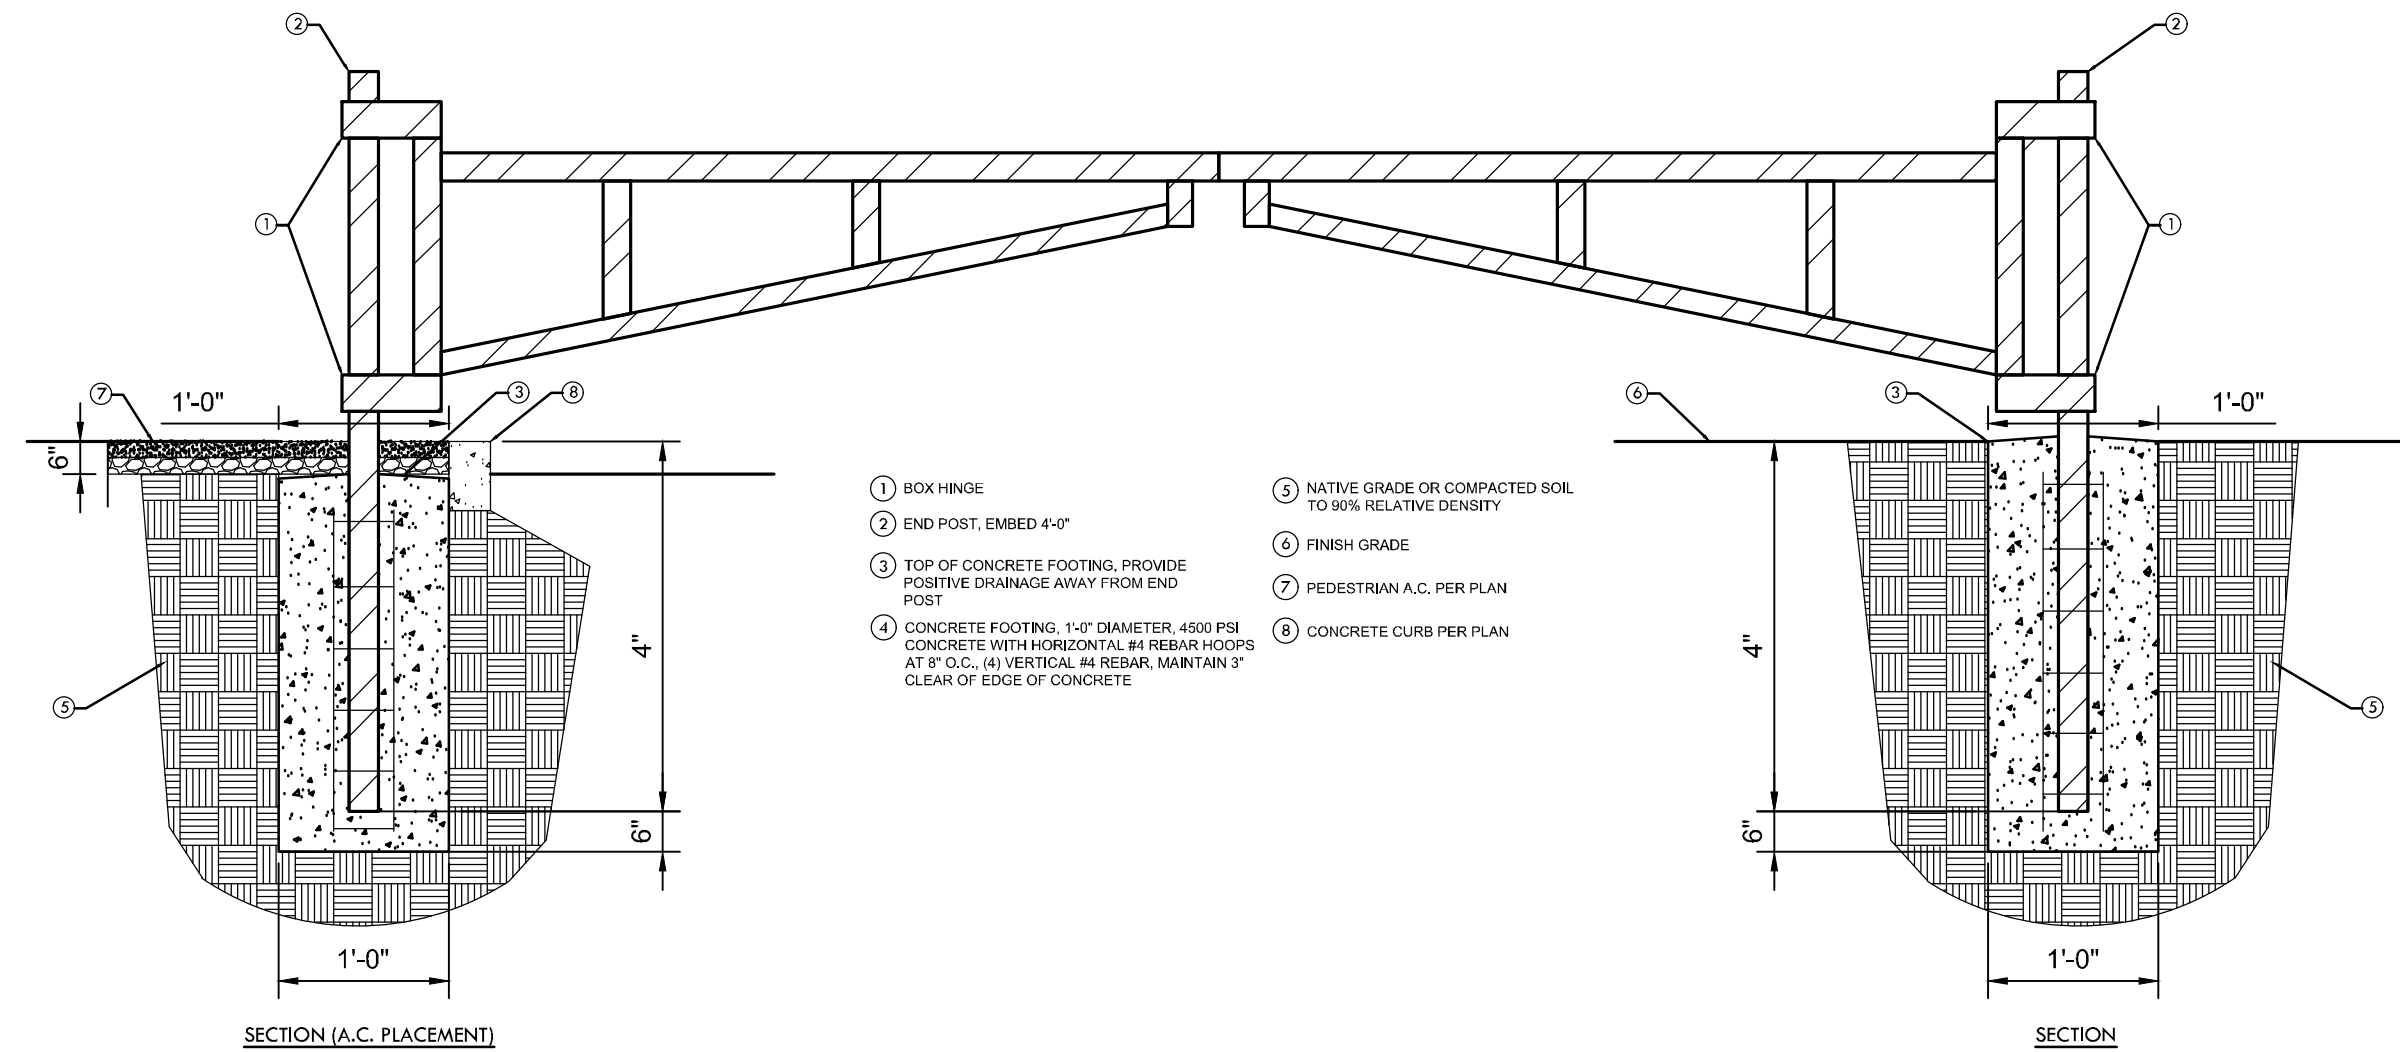 2
2
1
1
7
1'-0"
3
8
6
3
1'-0"
6"
4"
6"
5
1'-0"
1 BOX HINGE
2 END POST, EMBED 4'-0"
3 TOP OF CONCRETE FOOTING, PROVIDE
POSITIVE DRAINAGE AWAY FROM END
POST
4 CONCRETE FOOTING, 1'-0" DIAMETER, 4500 PSI
CONCRETE WITH HORIZONTAL #4 REBAR HOOPS
AT 8" O.C., (4) VERTICAL #4 REBAR, MAINTAIN 3"
CLEAR OF EDGE OF CONCRETE
5 NATIVE GRADE OR COMPACTED SOIL
TO 90% RELATIVE DENSITY
6 FINISH GRADE
7 PEDESTRIAN A.C. PER PLAN
8 CONCRETE CURB PER PLAN
4"
6"
5
1'-0"
SECTION (A.C. PLACEMENT)
SECTION